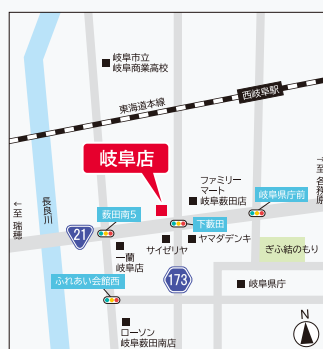 岐阜市立
岐阜商業高校
西岐阜駅
東海道本線
岐阜店
→至 各務原
ファミリー
マート
岐阜薮田店
岐阜県庁前
←至 瑞穂
長良川
薮田南5
下薮田
21
一蘭
岐阜店
サイゼリヤ
ヤマダデンキ
ぎふ結のもり
ふれあい会館西
173
岐阜県庁
ローソン
岐阜薮田南店
N